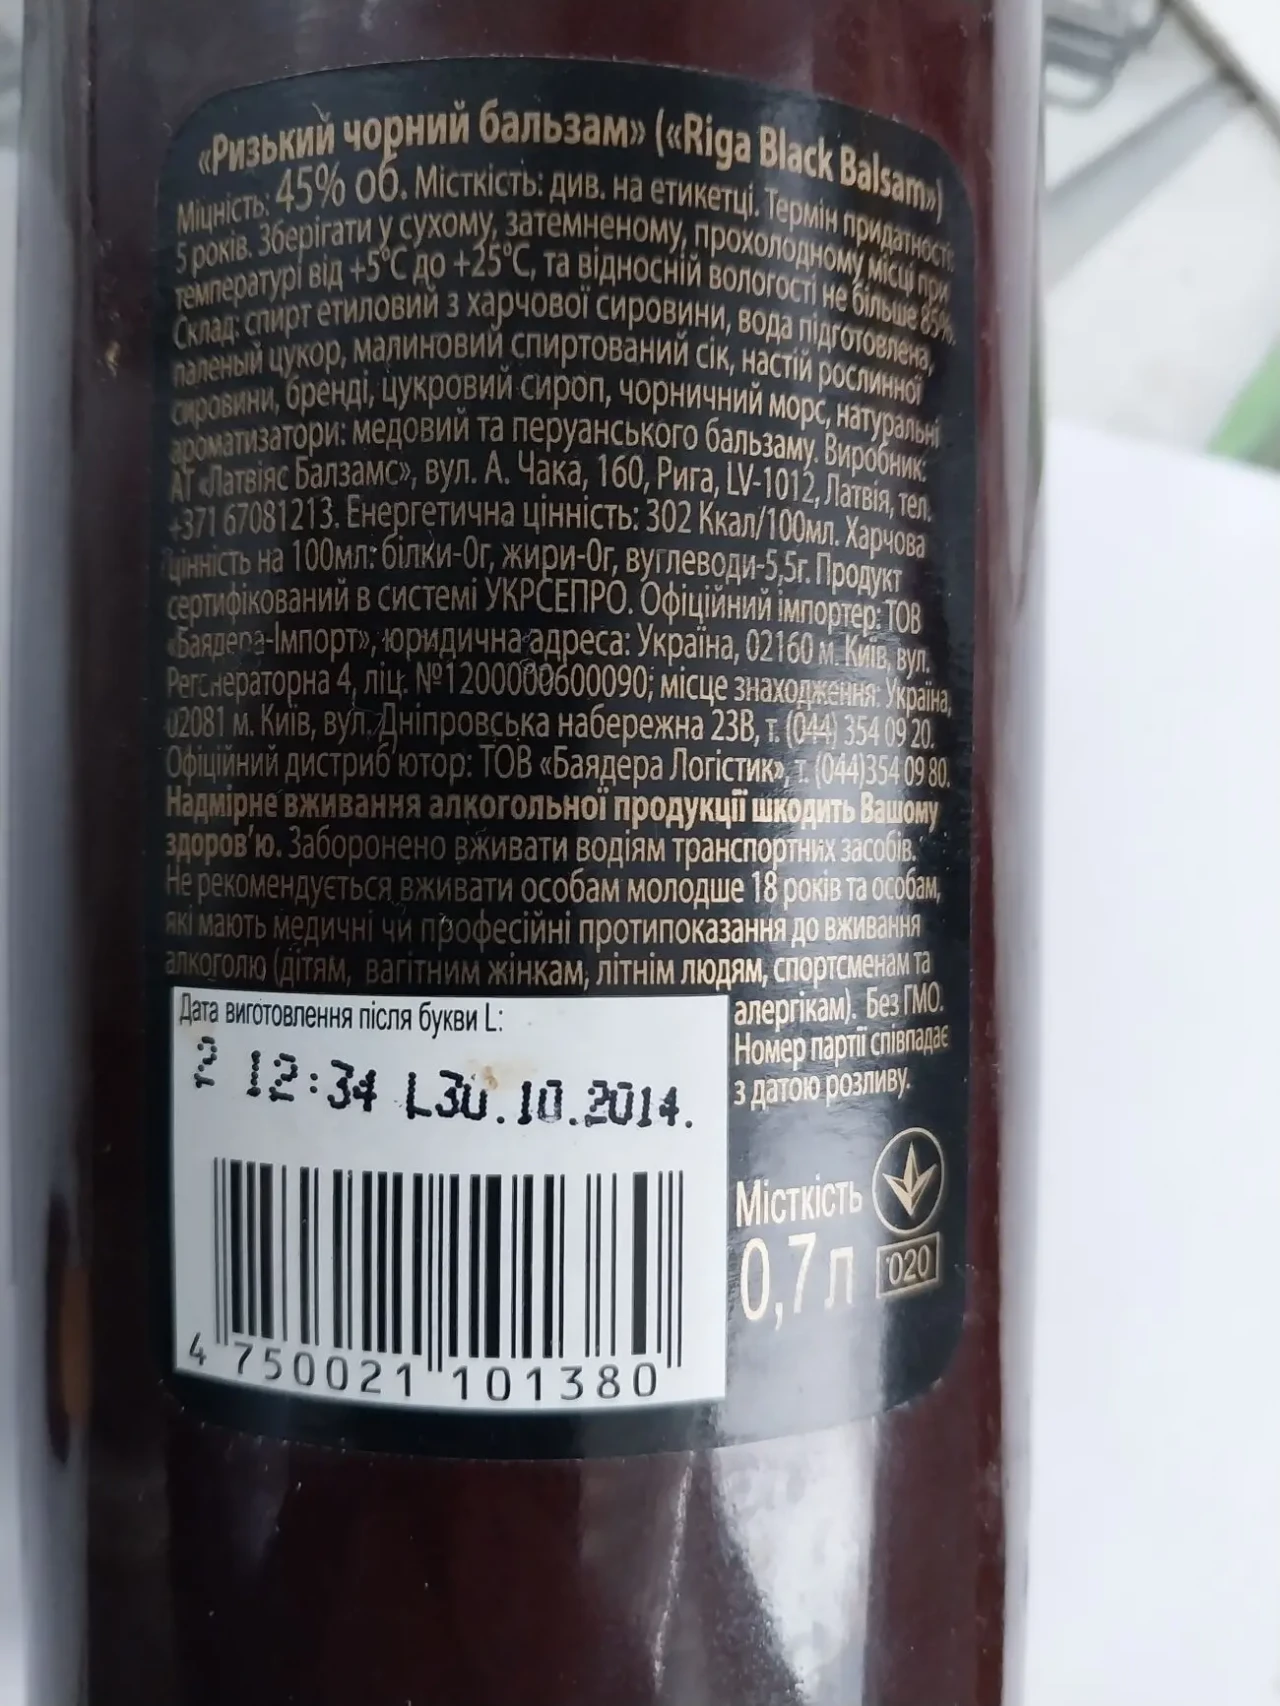 «Ризький чорний бальзам» («Riga Black Balsam»)
Міцність: 45% об. Місткість: див. на етикетці. Термін придатності:
5 років. Зберігати у сухому, затемненому, прохолодному місці при
температурі від +5°С до +25°С, та відносній вологості не більше 85%.
Склад: спирт етиловий з харчової сировини, вода підготовлена,
палений цукор, малиновий спиртований сік, настій рослинної
сировини, бренді, цукровий сироп, чорничний морс, натуральні
ароматизатори: медовий та перуанського бальзаму. Виробник:
АТ «Латвіяс Балзамс», вул. А. Чака, 160, Рига, LV-1012, Латвія, тел.
+371 67081213. Енергетична цінність: 302 Ккал/100мл. Харчова
цінність на 100мл: білки-0г, жири-0г, вуглеводи-5,5г. Продукт
сертифікований в системі УКРСЕПРО. Офіційний імпортер: ТОВ
«Баядера-Імпорт», юридична адреса: Україна, 02160 м. Київ, вул.
Регенераторна 4, ліц. №1200000600090; місце знаходження: Україна,
02081 м. Київ, вул. Дніпровська набережна 23В, т. (044) 354 09 20.
Офіційний дистриб ютор: ТОВ «Баядера Логістик», т. (044)354 09 80.
Надмірне вживання алкогольної продукції шкодить Вашому
здоров'ю. Заборонено вживати водіям транспортних засобів.
Не рекомендується вживати особам молодше 18 років та особам,
які мають медичні чи професійні протипоказання до вживання
алкоголю (дітям, вагітним жінкам, літнім людям, спортсменам та
алергікам). Без ГМО.
Номер партії співпадає
з датою розливу.
Дата виготовлення після букви L:
2 12:34 L30.10.2014.
4 750021 101380
Місткість
0,7 л
020